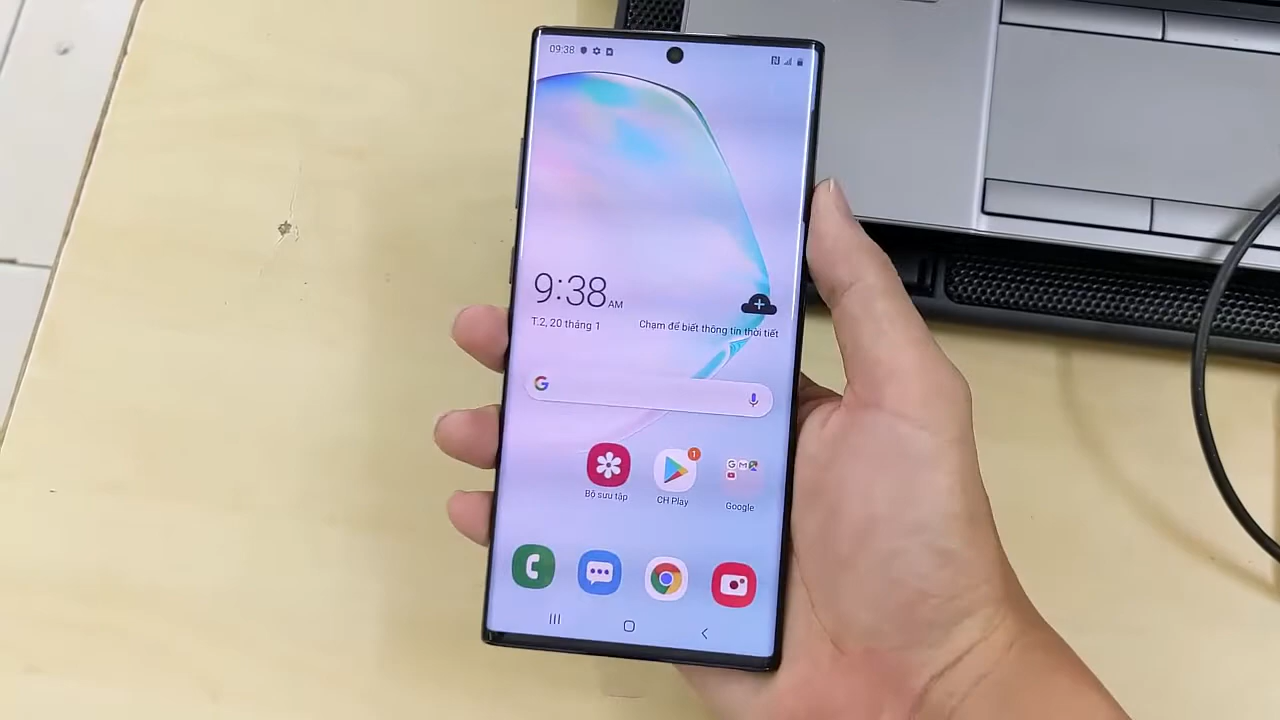 09:38
9:38 AM
T.2, 20 tháng 1
Chạm để biết thông tin thời tiết
G
1
Bộ sưu tập
CH Play
Google